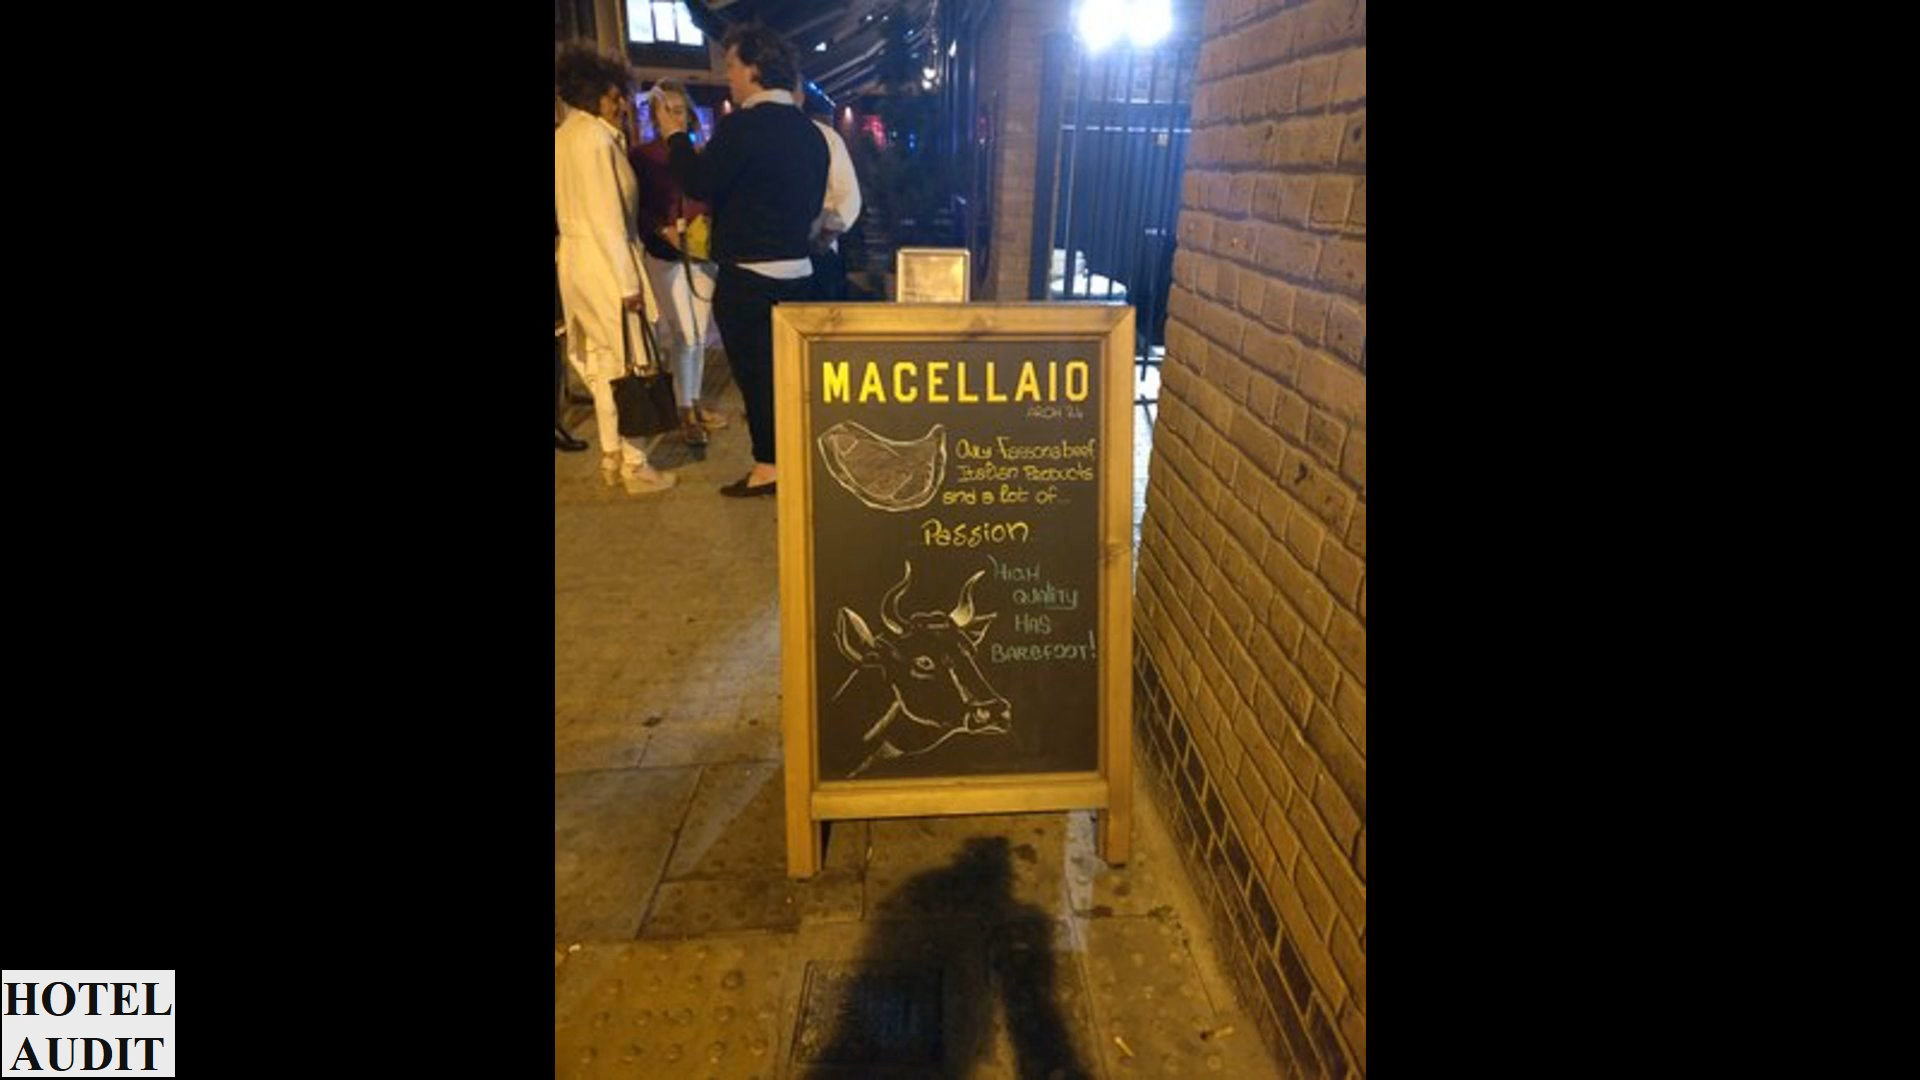 MACELLAIO
ARCH 24
Only Fassona beef,
Italian Products
and a lot of...
Passion
HIGH
QUALITY
HAS
BAREFOOT!
HOTEL
AUDIT